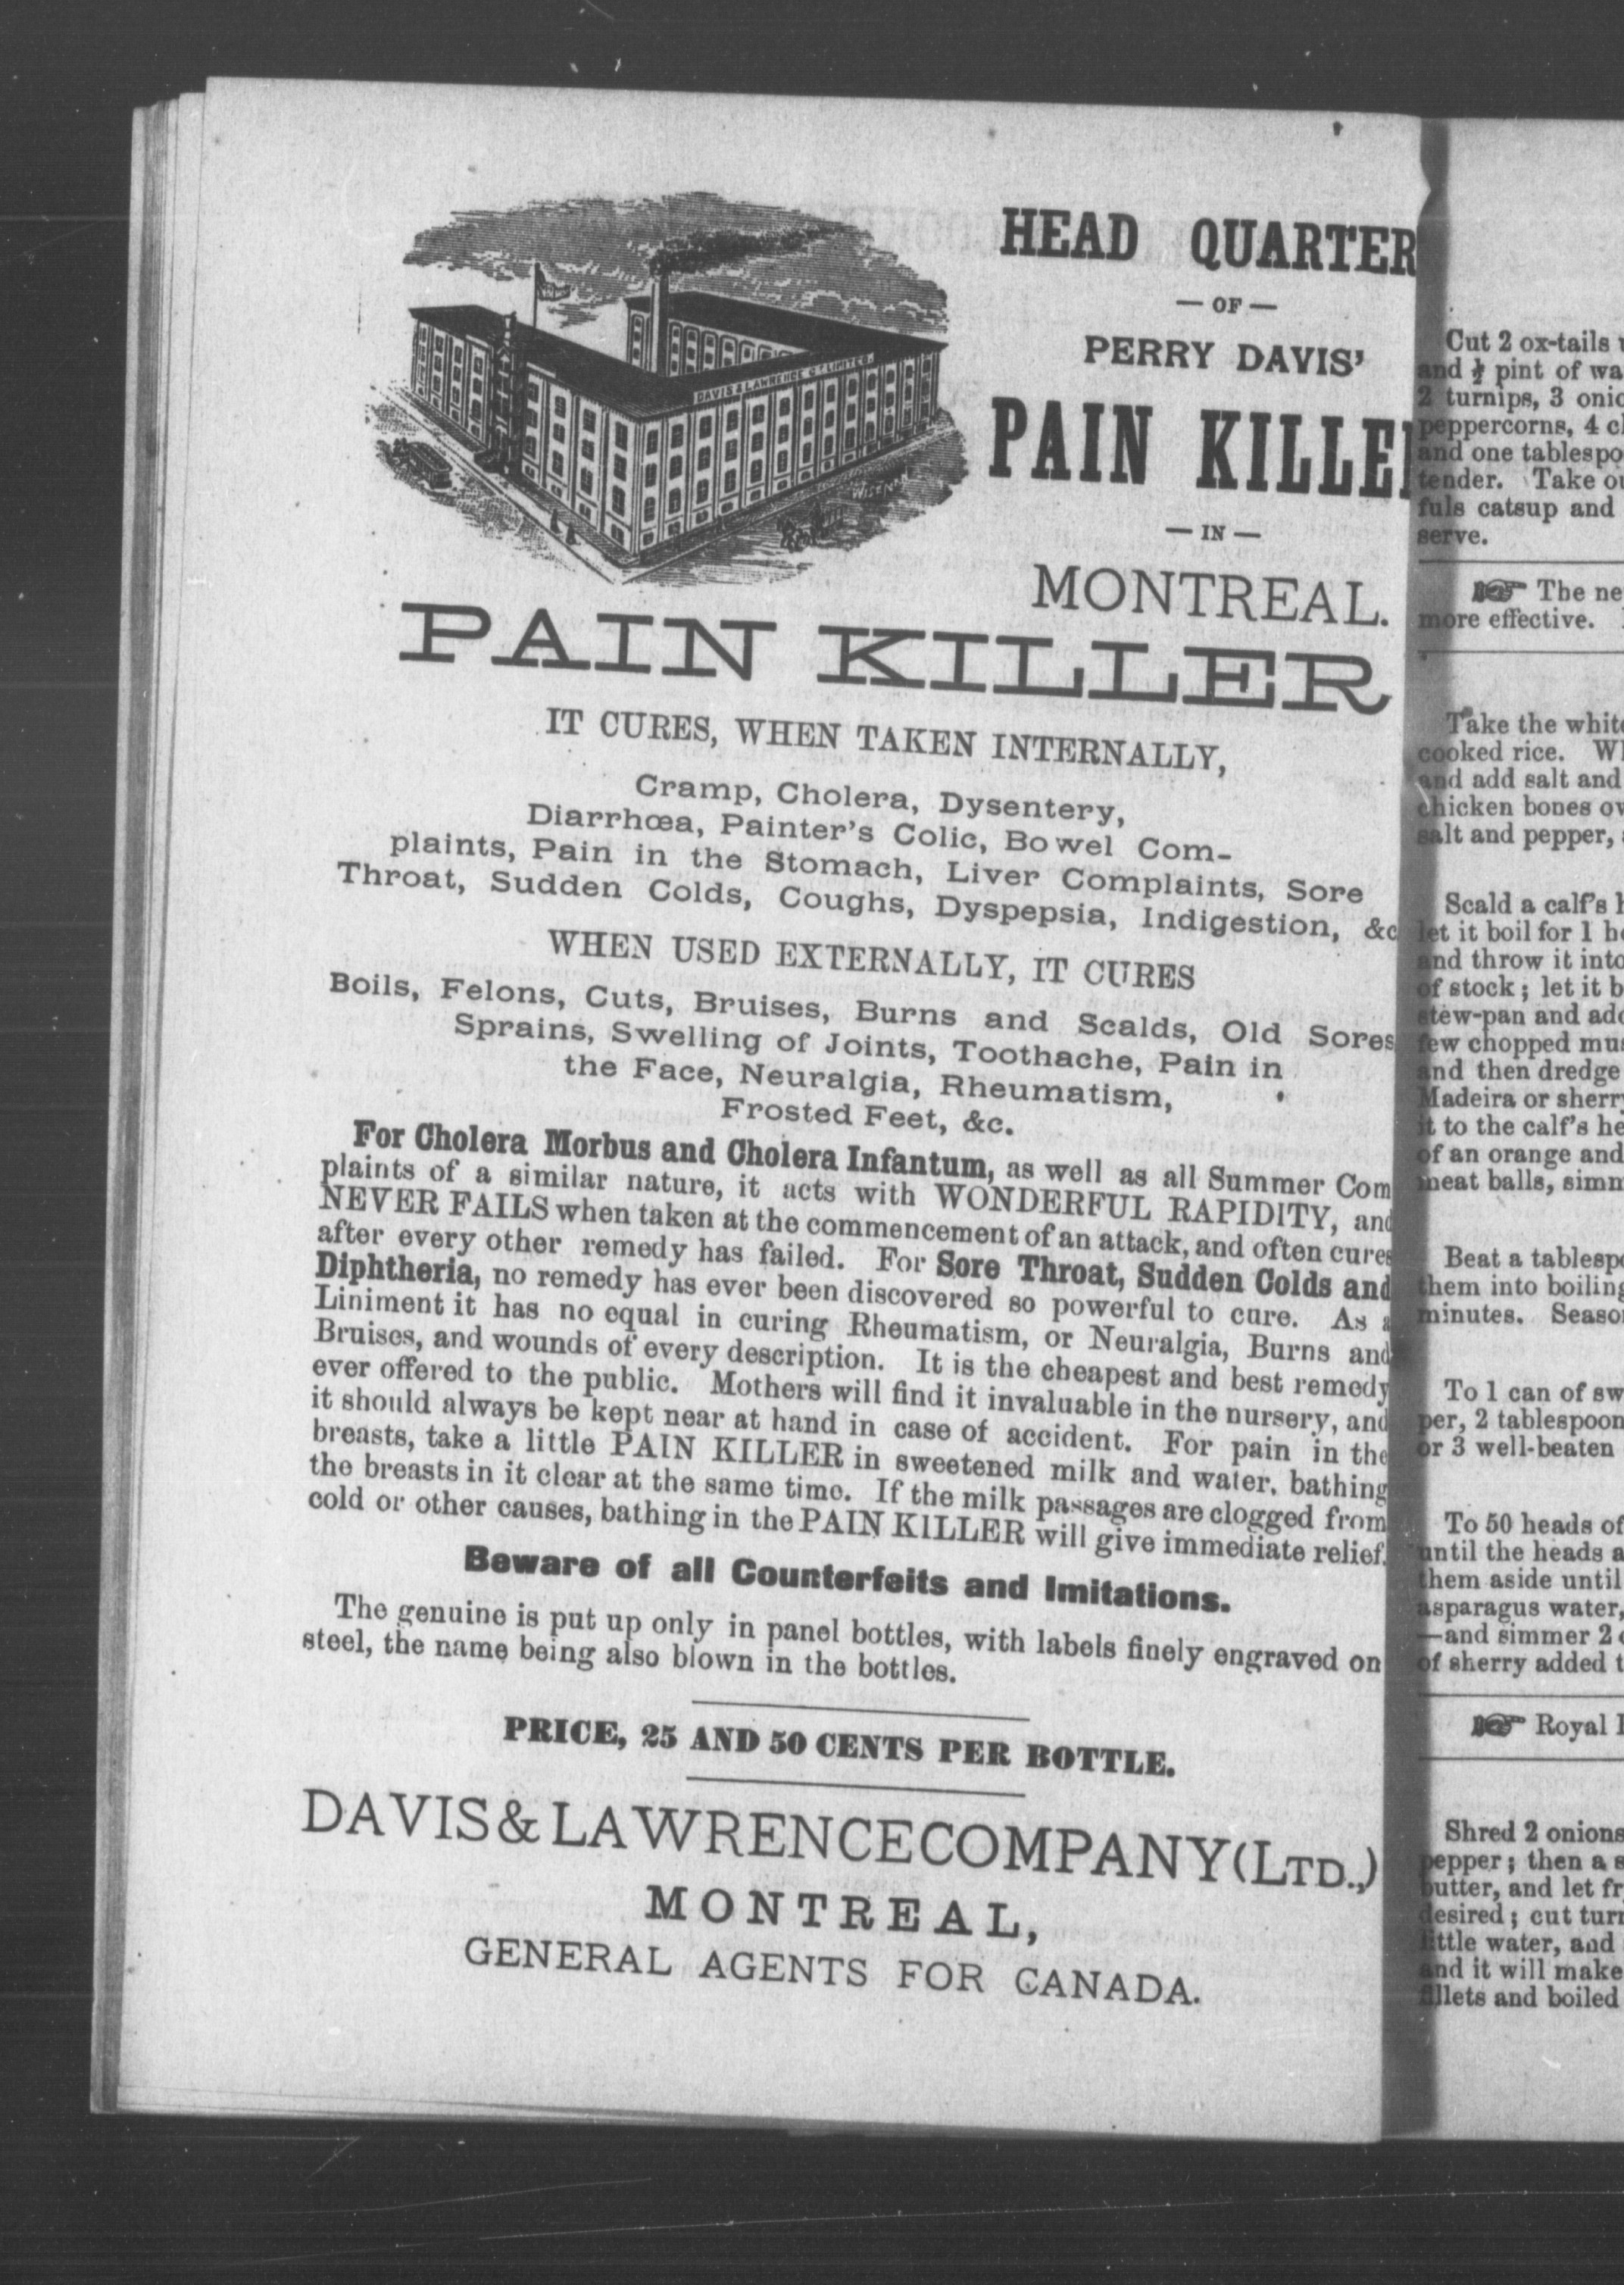 HEAD QUARTER
— OF —
PERRY DAVIS'
PAIN KILLE
— IN —
MONTREAL.
DAVIS & LAWRENCE Co. LIMITED.
WISEMAN
PAIN KILLER
IT CURES, WHEN TAKEN INTERNALLY,
Cramp, Cholera, Dysentery,
Diarrhœa, Painter's Colic, Bowel Com-
plaints, Pain in the Stomach, Liver Complaints, Sore
Throat, Sudden Colds, Coughs, Dyspepsia, Indigestion, &c
WHEN USED EXTERNALLY, IT CURES
Boils, Felons, Cuts, Bruises, Burns and Scalds, Old Sores
Sprains, Swelling of Joints, Toothache, Pain in
the Face, Neuralgia, Rheumatism,
Frosted Feet, &c.
For Cholera Morbus and Cholera Infantum, as well as all Summer Com
plaints of a similar nature, it acts with WONDERFUL RAPIDITY, and
NEVER FAILS when taken at the commencement of an attack, and often cures
after every other remedy has failed. For Sore Throat, Sudden Colds and
Diphtheria, no remedy has ever been discovered so powerful to cure. As a
Liniment it has no equal in curing Rheumatism, or Neuralgia, Burns and
Bruises, and wounds of every description. It is the cheapest and best remedy
ever offered to the public. Mothers will find it invaluable in the nursery, and
it should always be kept near at hand in case of accident. For pain in the
breasts, take a little PAIN KILLER in sweetened milk and water, bathing
the breasts in it clear at the same time. If the milk passages are clogged from
cold or other causes, bathing in the PAIN KILLER will give immediate relief.
Beware of all Counterfeits and Imitations.
The genuine is put up only in panel bottles, with labels finely engraved on
steel, the name being also blown in the bottles.
PRICE, 25 AND 50 CENTS PER BOTTLE.
DAVIS & LAWRENCE COMPANY (LTD.,)
MONTREAL,
GENERAL AGENTS FOR CANADA.
Cut 2 ox-tails
and ½ pint of wa
2 turnips, 3 onio
peppercorns, 4 cl
and one tablespo
tender. Take ou
fuls catsup and
serve.
☞ The ne
more effective.
Take the white
cooked rice. Wh
and add salt and
chicken bones ov
salt and pepper,
Scald a calf's h
let it boil for 1 ho
and throw it into
of stock; let it b
stew-pan and add
few chopped mus
and then dredge
Madeira or sherry
it to the calf's he
of an orange and
meat balls, simm
Beat a tablespo
them into boiling
minutes. Seaso
To 1 can of sw
per, 2 tablespoon
or 3 well-beaten
To 50 heads of
until the heads a
them aside until
asparagus water,
—and simmer 2
of sherry added t
☞ Royal
Shred 2 onions
pepper; then a s
butter, and let fr
desired; cut turn
little water, and
and it will make
fillets and boiled